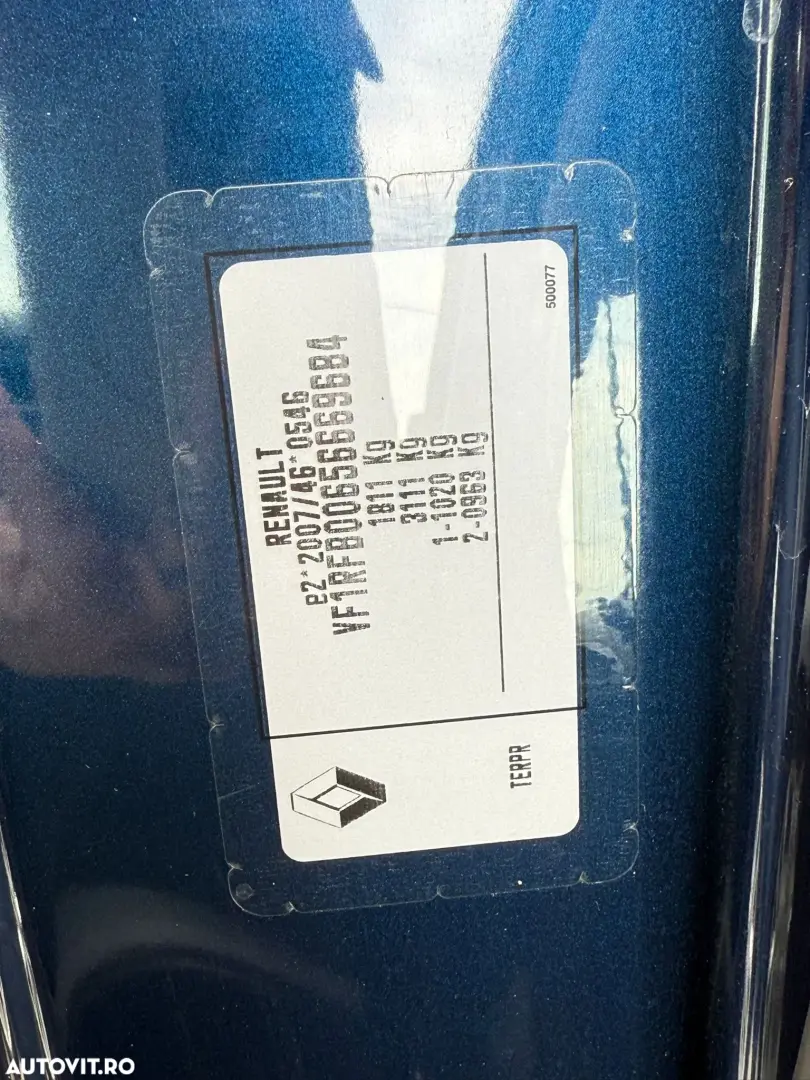 RENAULT
e2*2007/46*0546
VF1RFB00656669684
1811 Kg
3111 Kg
1-1020 Kg
2-0963 Kg
500077
TERPR
AUTOVIT.RO